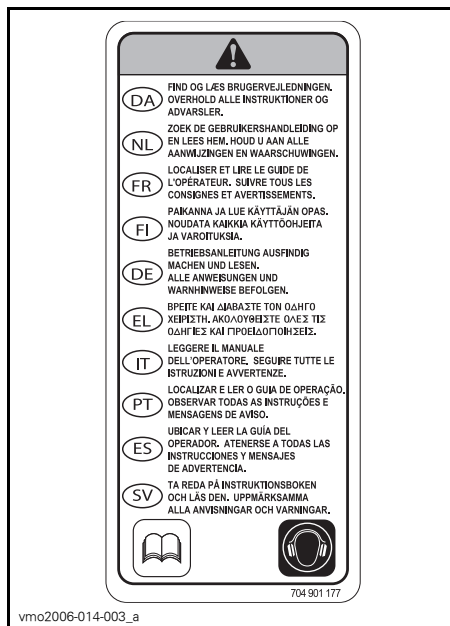 DA
FIND OG LÆS BRUGERVEJLEDNINGEN.
OVERHOLD ALLE INSTRUKTIONER OG
ADVARSLER.
NL
ZOEK DE GEBRUIKERSHANDLEIDING OP
EN LEES HEM. HOUD U AAN ALLE
AANWIJZINGEN EN WAARSCHUWINGEN.
FR
LOCALISER ET LIRE LE GUIDE DE
L'OPÉRATEUR. SUIVRE TOUS LES
CONSIGNES ET AVERTISSEMENTS.
FI
PAIKANNA JA LUE KÄYTTÄJÄN OPAS.
NOUDATA KAIKKIA KÄYTTÖOHJEITA
JA VAROITUKSIA.
DE
BETRIEBSANLEITUNG AUSFINDIG
MACHEN UND LESEN.
ALLE ANWEISUNGEN UND
WARNHINWEISE BEFOLGEN.
EL
ΒΡΕΙΤΕ ΚΑΙ ΔΙΑΒΑΣΤΕ ΤΟΝ ΟΔΗΓΟ
ΧΕΙΡΙΣΤΗ. ΑΚΟΛΟΥΘΕΙΣΤΕ ΟΛΕΣ ΤΙΣ
ΟΔΗΓΙΕΣ ΚΑΙ ΠΡΟΕΙΔΟΠΟΙΗΣΕΙΣ.
IT
LEGGERE IL MANUALE
DELL'OPERATORE. SEGUIRE TUTTE LE
ISTRUZIONI E AVVERTENZE.
PT
LOCALIZAR E LER O GUIA DE OPERAÇÃO.
OBSERVAR TODAS AS INSTRUÇÕES E
MENSAGENS DE AVISO.
ES
UBICAR Y LEER LA GUÍA DEL
OPERADOR. ATENERSE A TODAS LAS
INSTRUCCIONES Y MENSAJES
DE ADVERTENCIA.
SV
TA REDA PÅ INSTRUKTIONSBOKEN
OCH LÄS DEN. UPPMÄRKSAMMA
ALLA ANVISNINGAR OCH VARNINGAR.
704 901 177
vmo2006-014-003_a